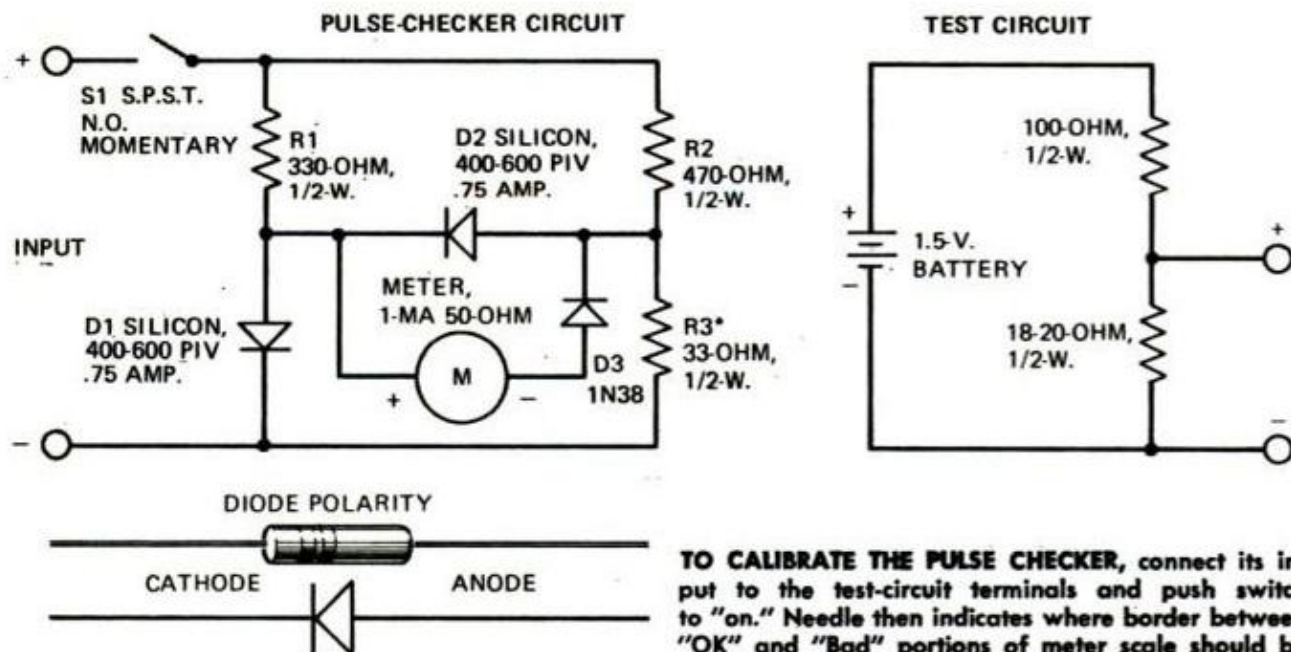 PULSE-CHECKER CIRCUIT
+
S1 S.P.S.T.
N.O.
MOMENTARY
R1
330-OHM,
1/2-W.
D2 SILICON,
400-600 PIV
.75 AMP.
R2
470-OHM,
1/2-W.
INPUT
METER,
1-MA 50-OHM
D1 SILICON,
400-600 PIV
.75 AMP.
M
+
−
D3
1N38
R3*
33-OHM,
1/2-W.
−
TEST CIRCUIT
100-OHM,
1/2-W.
+
1.5-V.
BATTERY
−
+
18-20-OHM,
1/2-W.
−
DIODE POLARITY
CATHODE
ANODE
TO CALIBRATE THE PULSE CHECKER, connect its in
put to the test-circuit terminals and push switc
to "on." Needle then indicates where border betwee
"OK" and "Bad" portions of meter scale should b